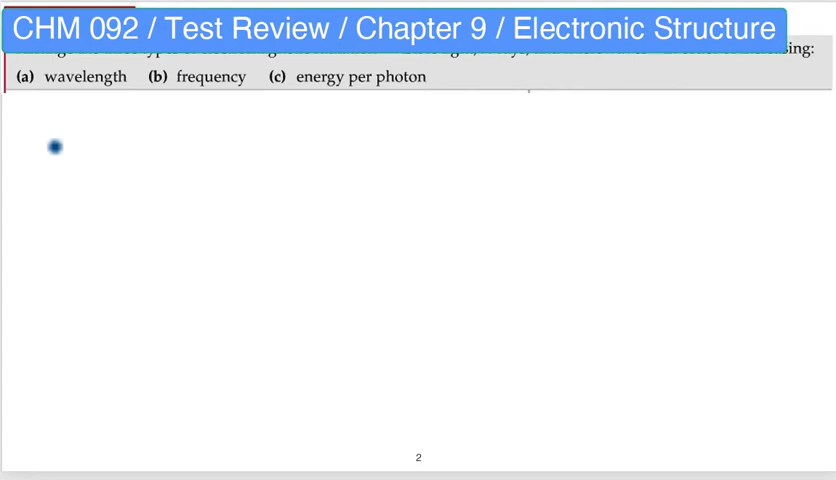 CHM 092 / Test Review / Chapter 9 / Electronic Structure
(a) wavelength (b) frequency (c) energy per photon
2